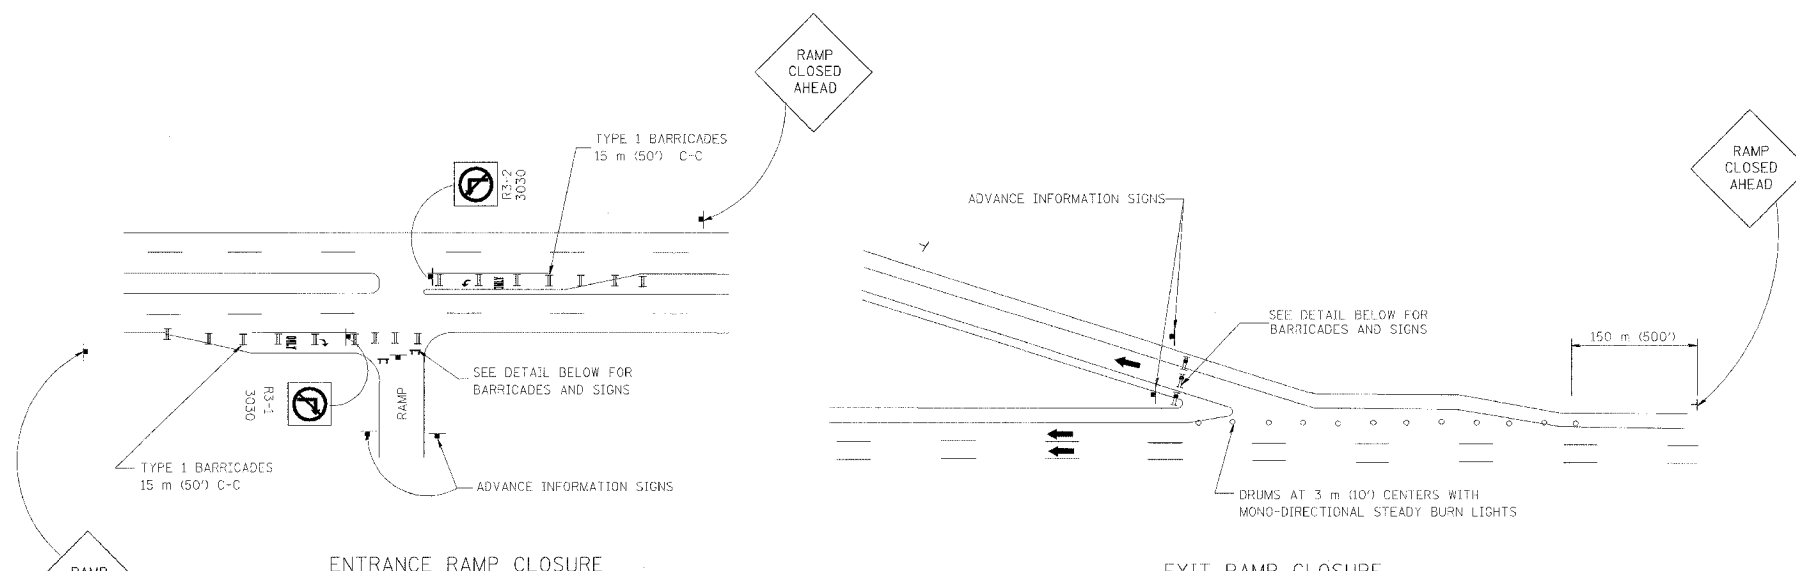 RAMP
CLOSED
AHEAD
TYPE 1 BARRICADES
15 m (50') C-C
R3-2
3030
ONLY
ONLY
SEE DETAIL BELOW FOR
BARRICADES AND SIGNS
R3-1
3030
RAMP
TYPE 1 BARRICADES
15 m (50') C-C
ADVANCE INFORMATION SIGNS
RAMP
ENTRANCE RAMP CLOSURE
RAMP
CLOSED
AHEAD
ADVANCE INFORMATION SIGNS
SEE DETAIL BELOW FOR
BARRICADES AND SIGNS
150 m (500')
DRUMS AT 3 m (10') CENTERS WITH
MONO-DIRECTIONAL STEADY BURN LIGHTS
EXIT RAMP CLOSURE